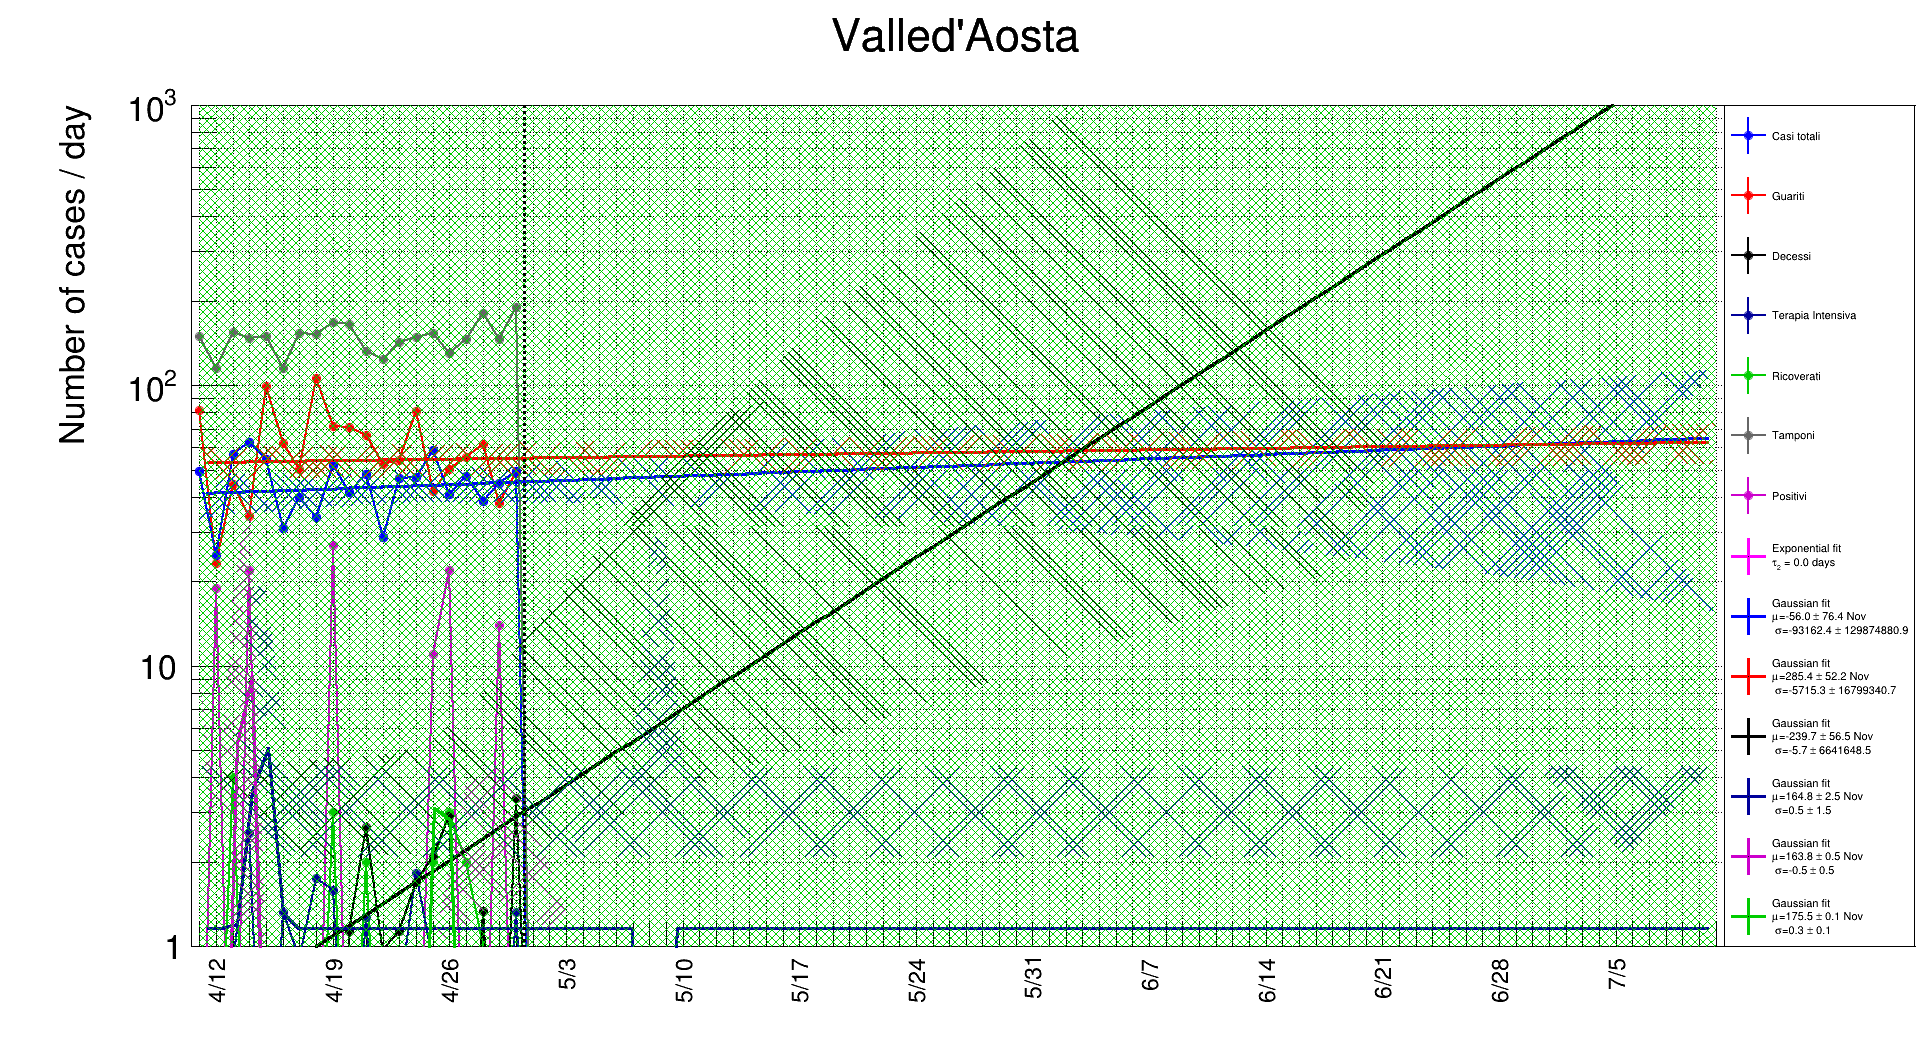 Valled'Aosta
Number of cases / day
10³
10²
10
1
4/12
4/19
4/26
5/3
5/10
5/17
5/24
5/31
6/7
6/14
6/21
6/28
7/5
Casi totali
Guariti
Decessi
Terapia Intensiva
Ricoverati
Tamponi
Positivi
Exponential fit
τ₂ = 0.0 days
Gaussian fit
μ=-56.0 ± 76.4 Nov
σ=-93162.4 ± 129874880.9
Gaussian fit
μ=285.4 ± 52.2 Nov
σ=-5715.3 ± 16799340.7
Gaussian fit
μ=-239.7 ± 56.5 Nov
σ=-5.7 ± 6641648.5
Gaussian fit
μ=164.8 ± 2.5 Nov
σ=0.5 ± 1.5
Gaussian fit
μ=163.8 ± 0.5 Nov
σ=-0.5 ± 0.5
Gaussian fit
μ=175.5 ± 0.1 Nov
σ=0.3 ± 0.1